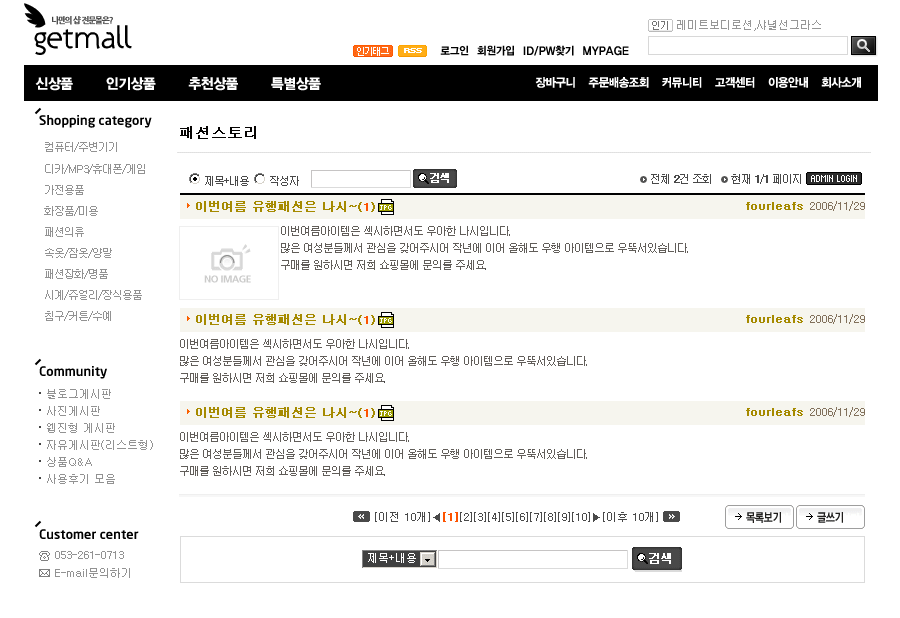 나만의 샵 전문몰은?
getmall
인기 레미트보디로션,샤넬선글라스
인기태그 RSS 로그인 회원가입 ID/PW찾기 MYPAGE
신상품 인기상품 추천상품 특별상품 장바구니 주문배송조회 커뮤니티 고객센터 이용안내 회사소개
Shopping category
컴퓨터/주변기기
디카/MP3/휴대폰/게임
가전용품
화장품/미용
패션의류
속옷/잠옷/양말
패션잡화/명품
시계/쥬얼리/장식용품
침구/커튼/수예
Community
블로그게시판
사진게시판
웹진형 게시판
자유게시판(리스트형)
상품Q&A
사용후기 모음
Customer center
053-261-0713
E-mail문의하기
패션스토리
제목+내용 작성자 검색 전체 2건 조회 현재 1/1 페이지 ADMIN LOGIN
이번여름 유행패션은 나시~(1) JPG fourleafs 2006/11/29
NO IMAGE
이번여름아이템은 섹시하면서도 우아한 나시입니다.
많은 여성분들께서 관심을 갖어주시어 작년에 이어 올해도 우행 아이템으로 우뚝서있습니다.
구매를 원하시면 저희 쇼핑몰에 문의를 주세요.
이번여름 유행패션은 나시~(1) JPG fourleafs 2006/11/29
이번여름아이템은 섹시하면서도 우아한 나시입니다.
많은 여성분들께서 관심을 갖어주시어 작년에 이어 올해도 우행 아이템으로 우뚝서있습니다.
구매를 원하시면 저희 쇼핑몰에 문의를 주세요.
이번여름 유행패션은 나시~(1) JPG fourleafs 2006/11/29
이번여름아이템은 섹시하면서도 우아한 나시입니다.
많은 여성분들께서 관심을 갖어주시어 작년에 이어 올해도 우행 아이템으로 우뚝서있습니다.
구매를 원하시면 저희 쇼핑몰에 문의를 주세요.
[이전 10개]◀[1][2][3][4][5][6][7][8][9][10]▶[이후 10개] 목록보기 글쓰기
제목+내용 검색